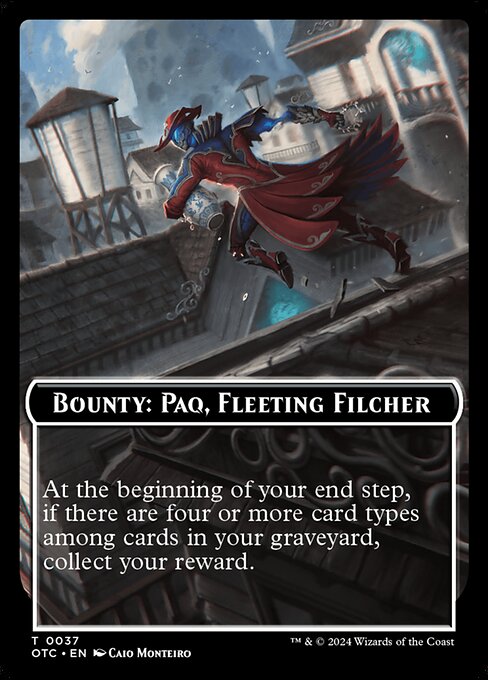 Bounty: Paq, Fleeting Filcher
At the beginning of your end step,
if there are four or more card types
among cards in your graveyard,
collect your reward.
T 0037
OTC • EN Caio Monteiro
™ & © 2024 Wizards of the Coast